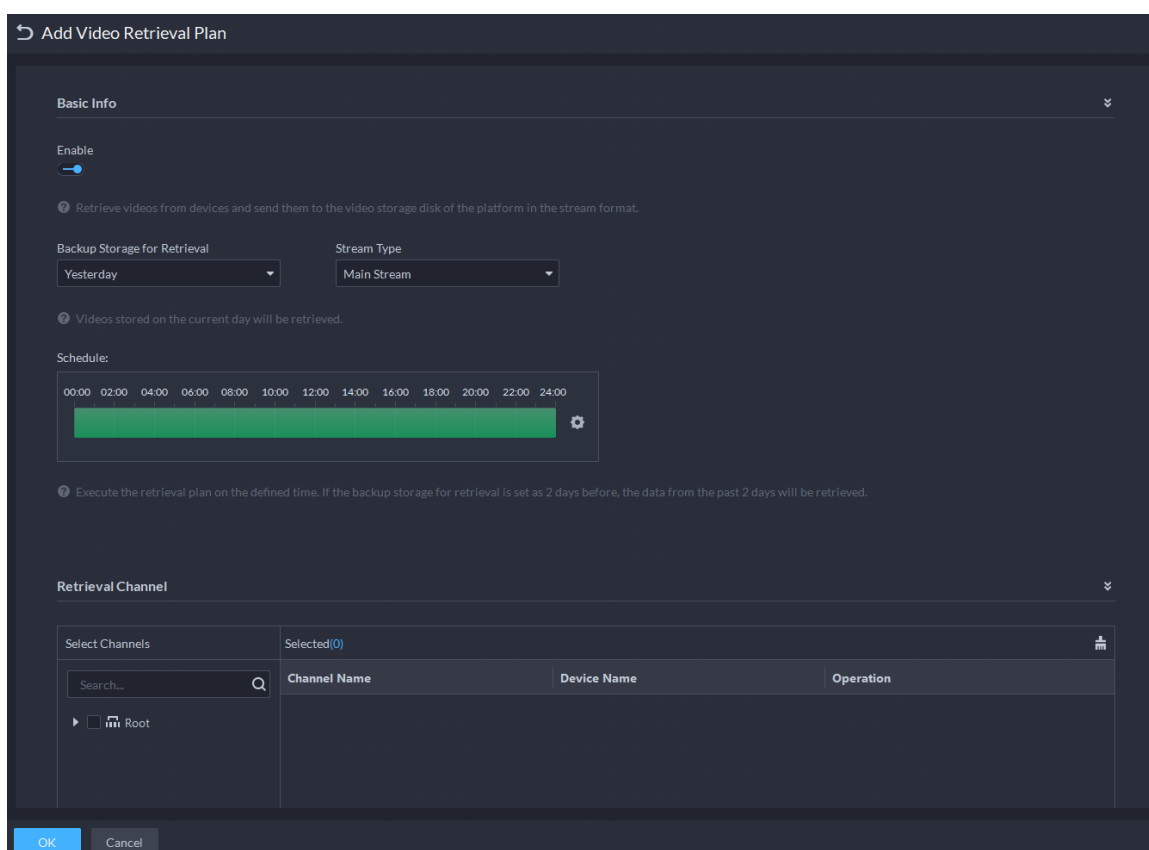 Add Video Retrieval Plan
Basic Info
Enable
Retrieve videos from devices and send them to the video storage disk of the platform in the stream format.
Backup Storage for Retrieval Stream Type
Yesterday Main Stream
Videos stored on the current day will be retrieved.
Schedule:
00:00 02:00 04:00 06:00 08:00 10:00 12:00 14:00 16:00 18:00 20:00 22:00 24:00
Execute the retrieval plan on the defined time. If the backup storage for retrieval is set as 2 days before, the data from the past 2 days will be retrieved.
Retrieval Channel
Select Channels Selected(0)
Search... Channel Name Device Name Operation
Root
OK Cancel